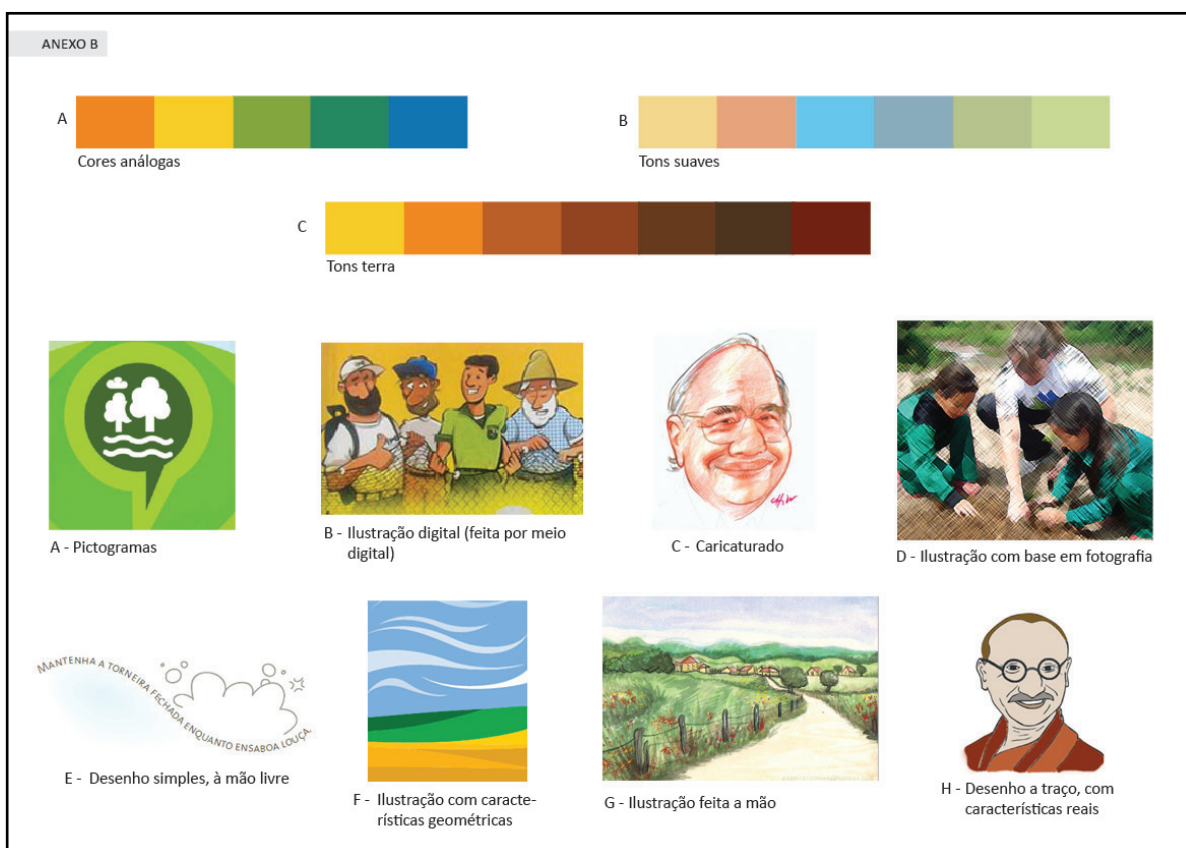 ANEXO B
A
Cores análogas
B
Tons suaves
C
Tons terra
A - Pictogramas
B - Ilustração digital (feita por meio
digital)
C - Caricaturado
D - Ilustração com base em fotografia
MANTENHA A TORNEIRA FECHADA ENQUANTO ENSABOA LOUÇA.
E - Desenho simples, à mão livre
F - Ilustração com caracte-
rísticas geométricas
G - Ilustração feita a mão
H - Desenho a traço, com
características reais